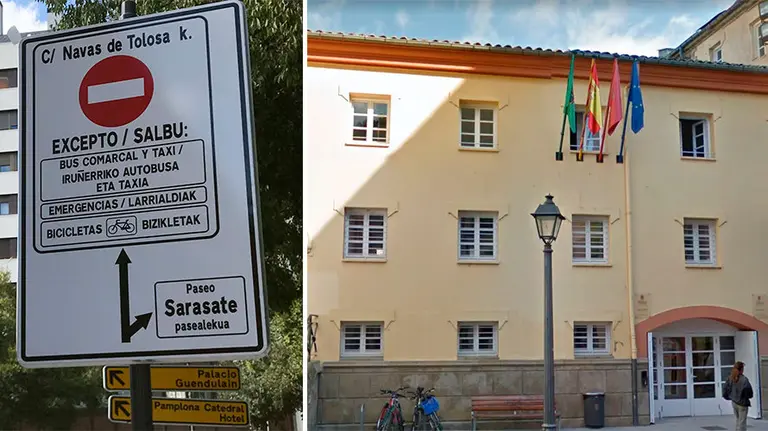 C/ Navas de Tolosa k.
EXCEPTO / SALBU:
BUS COMARCAL Y TAXI /
IRUÑERRIKO AUTOBUSA
ETA TAXIA
EMERGENCIAS / LARRIALDIAK
BICICLETAS BIZIKLETAK
Paseo
Sarasate
pasealekua
Palacio
Guendulain
Pamplona Catedral
Hotel